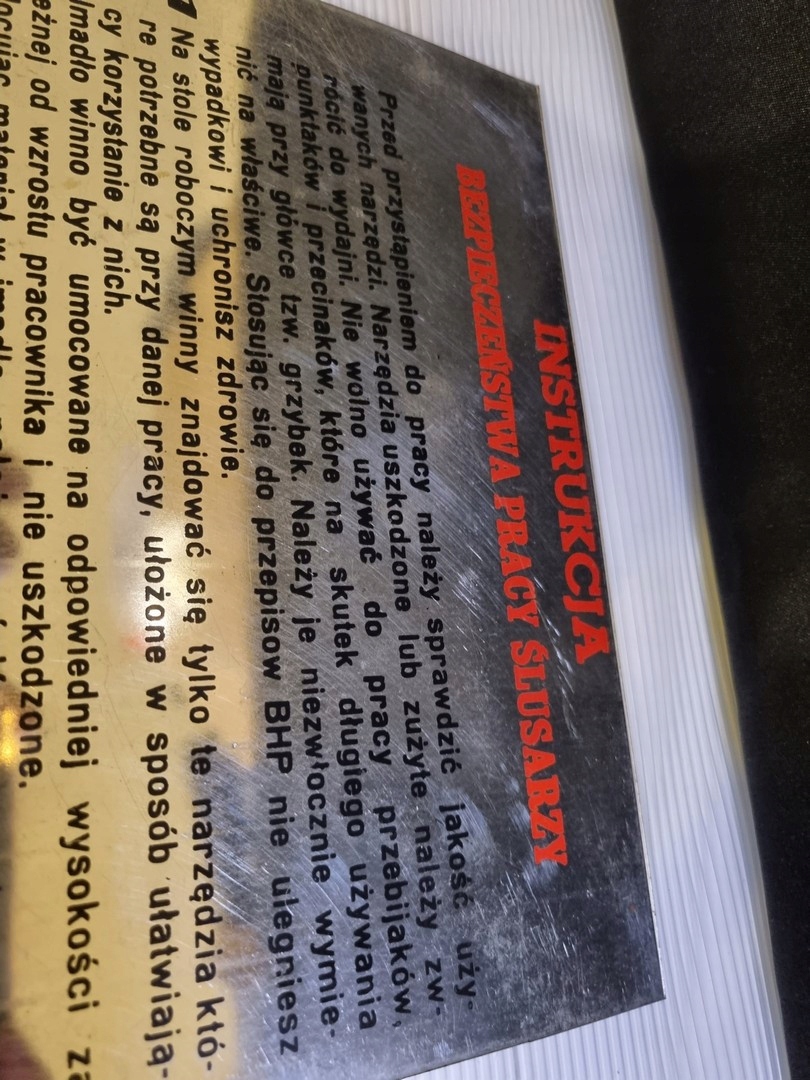 INSTRUKCJA
BEZPIECZEŃSTWA PRACY ŚLUSARZY
Przed przystąpieniem do pracy należy sprawdzić jakość uży-
wanych narzędzi. Narzędzia uszkodzone lub zużyte należy zw-
rócić do wydajni. Nie wolno używać do pracy przebijaków,
punktaków i przecinaków, które na skutek długiego używania
mają przy główce tzw. grzybek. Należy je niezwłocznie wymie-
nić na właściwe. Stosując się do przepisow BHP nie ulegniesz
wypadkowi i uchronisz zdrowie.
Na stole roboczym winny znajdować się tylko te narzędzia któ-
re potrzebne są przy danej pracy, ułożone w sposób ułatwiają-
cy korzystanie z nich.
Imadło winno być umocowane na odpowiedniej wysokości za
eżnej od wzrostu pracownika i nie uszkodzone.
materiał w